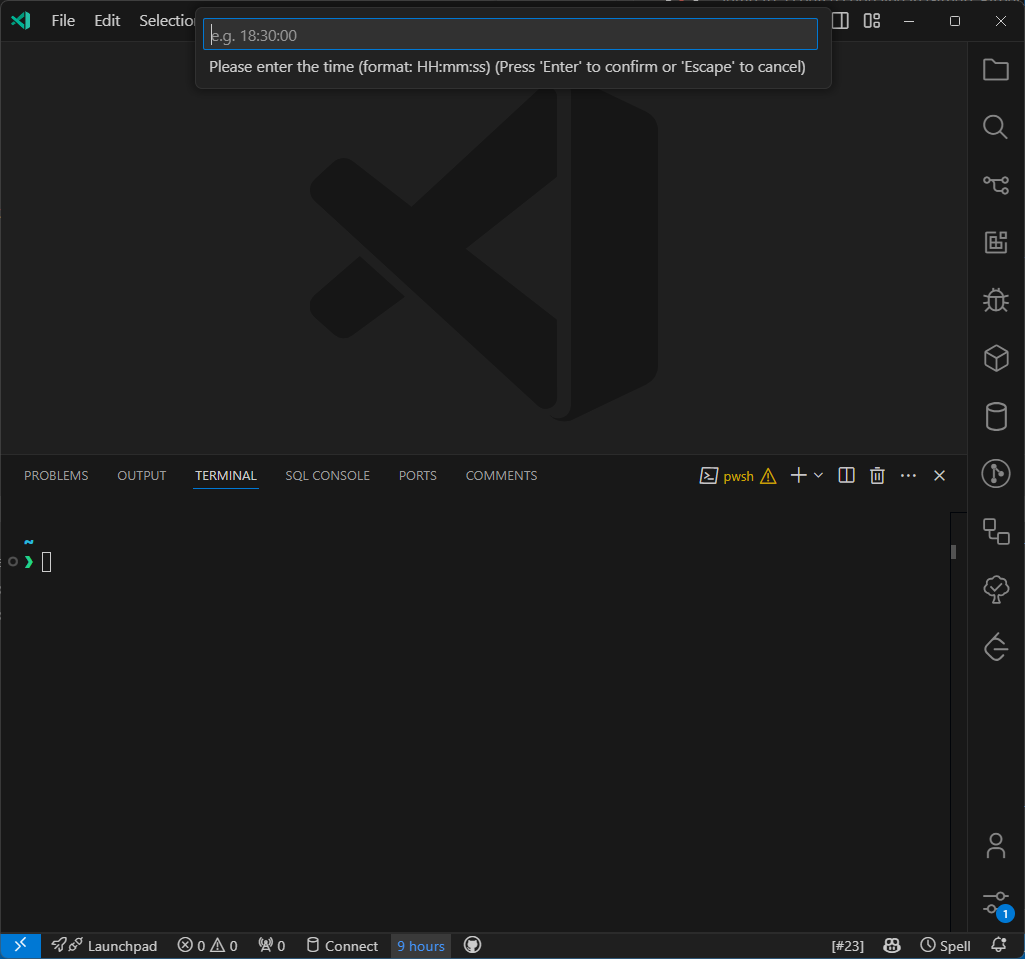 File Edit Selectio
e.g. 18:30:00
Please enter the time (format: HH:mm:ss) (Press 'Enter' to confirm or 'Escape' to cancel)
PROBLEMS OUTPUT TERMINAL SQL CONSOLE PORTS COMMENTS pwsh
~
❯
1
Launchpad 0 0 0 Connect 9 hours [#23] Spell